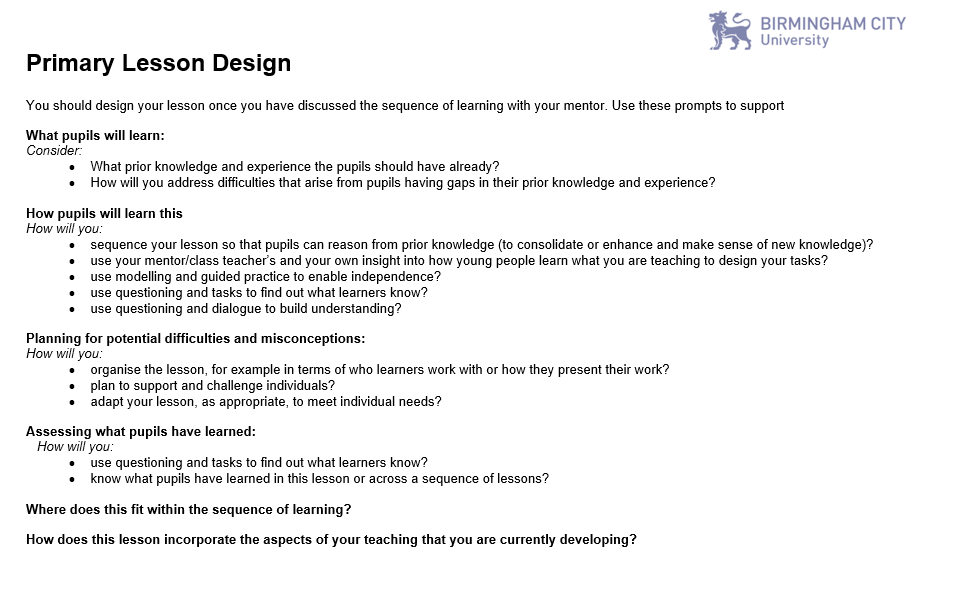 BIRMINGHAM CITY
University
Primary Lesson Design
You should design your lesson once you have discussed the sequence of learning with your mentor. Use these prompts to support
What pupils will learn:
Consider:
• What prior knowledge and experience the pupils should have already?
• How will you address difficulties that arise from pupils having gaps in their prior knowledge and experience?
How pupils will learn this
How will you:
• sequence your lesson so that pupils can reason from prior knowledge (to consolidate or enhance and make sense of new knowledge)?
• use your mentor/class teacher's and your own insight into how young people learn what you are teaching to design your tasks?
• use modelling and guided practice to enable independence?
• use questioning and tasks to find out what learners know?
• use questioning and dialogue to build understanding?
Planning for potential difficulties and misconceptions:
How will you:
• organise the lesson, for example in terms of who learners work with or how they present their work?
• plan to support and challenge individuals?
• adapt your lesson, as appropriate, to meet individual needs?
Assessing what pupils have learned:
How will you:
• use questioning and tasks to find out what learners know?
• know what pupils have learned in this lesson or across a sequence of lessons?
Where does this fit within the sequence of learning?
How does this lesson incorporate the aspects of your teaching that you are currently developing?